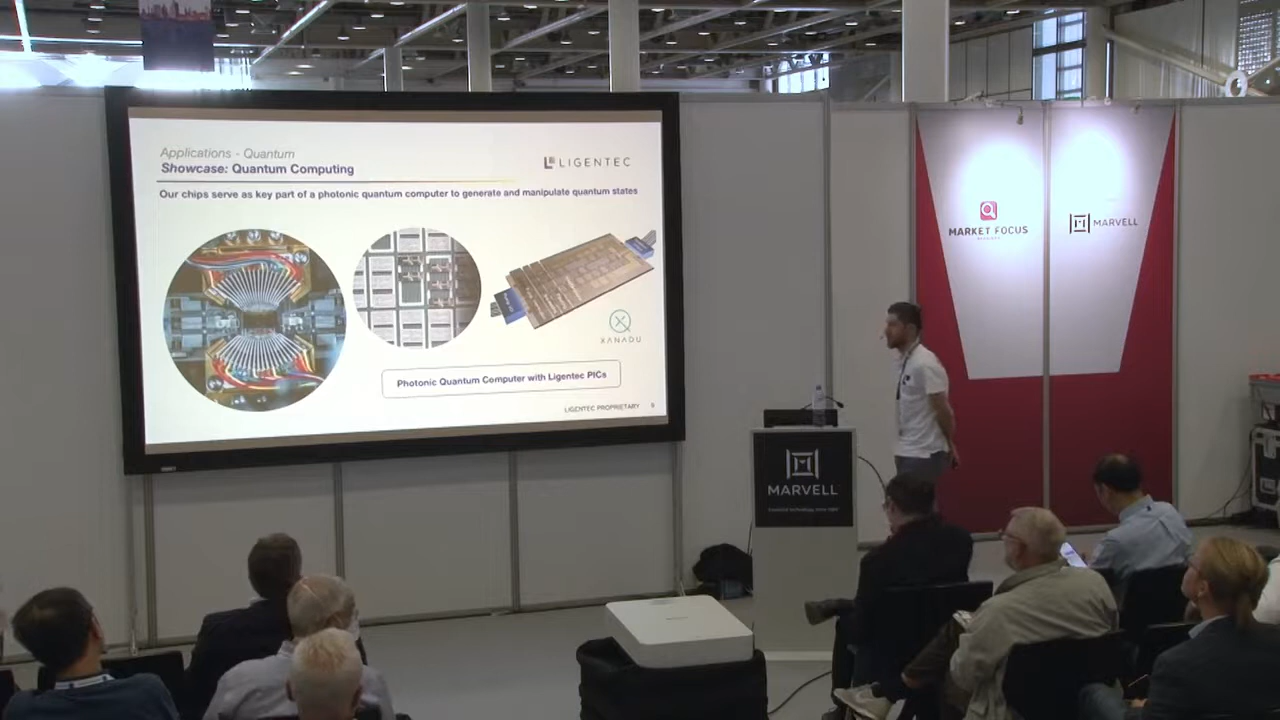 Applications - Quantum
Showcase: Quantum Computing
LIGENTEC
Our chips serve as key part of a photonic quantum computer to generate and manipulate quantum states
XANADU
Photonic Quantum Computer with Ligentec PICs
LIGENTEC PROPRIETARY 9
MARKET FOCUS
MARVELL
MARVELL